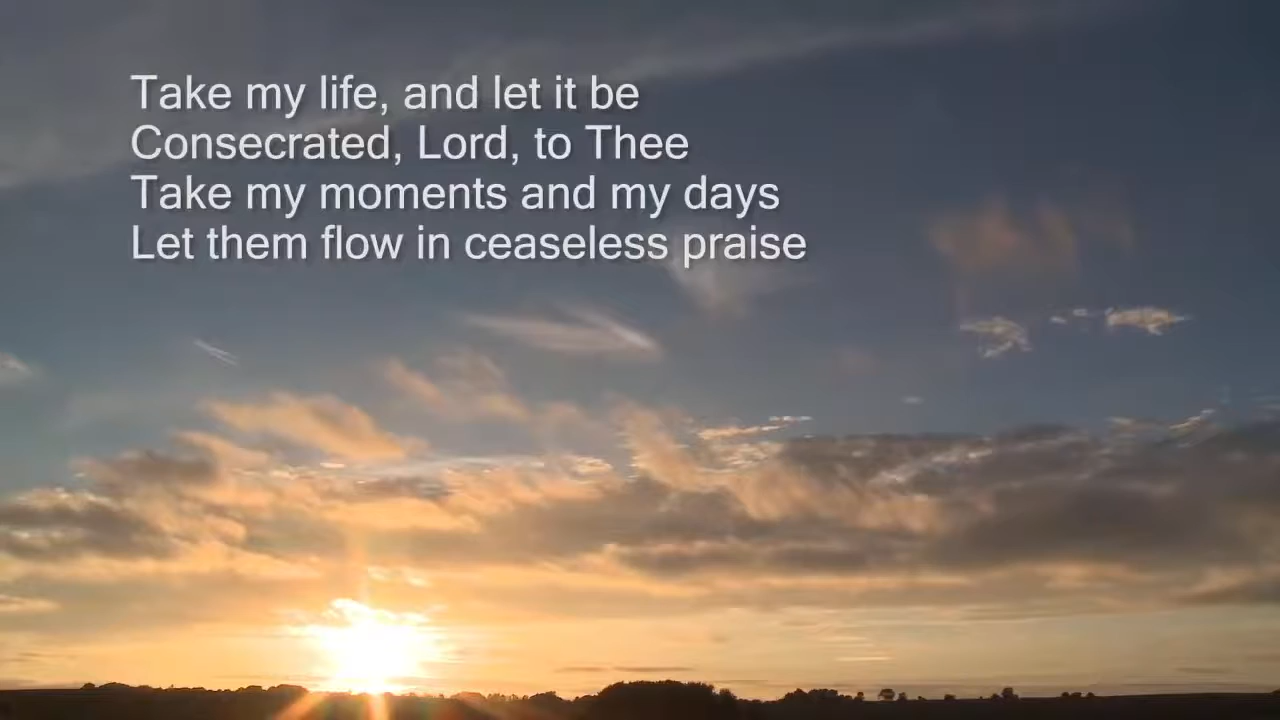 Take my life, and let it be
Consecrated, Lord, to Thee
Take my moments and my days
Let them flow in ceaseless praise